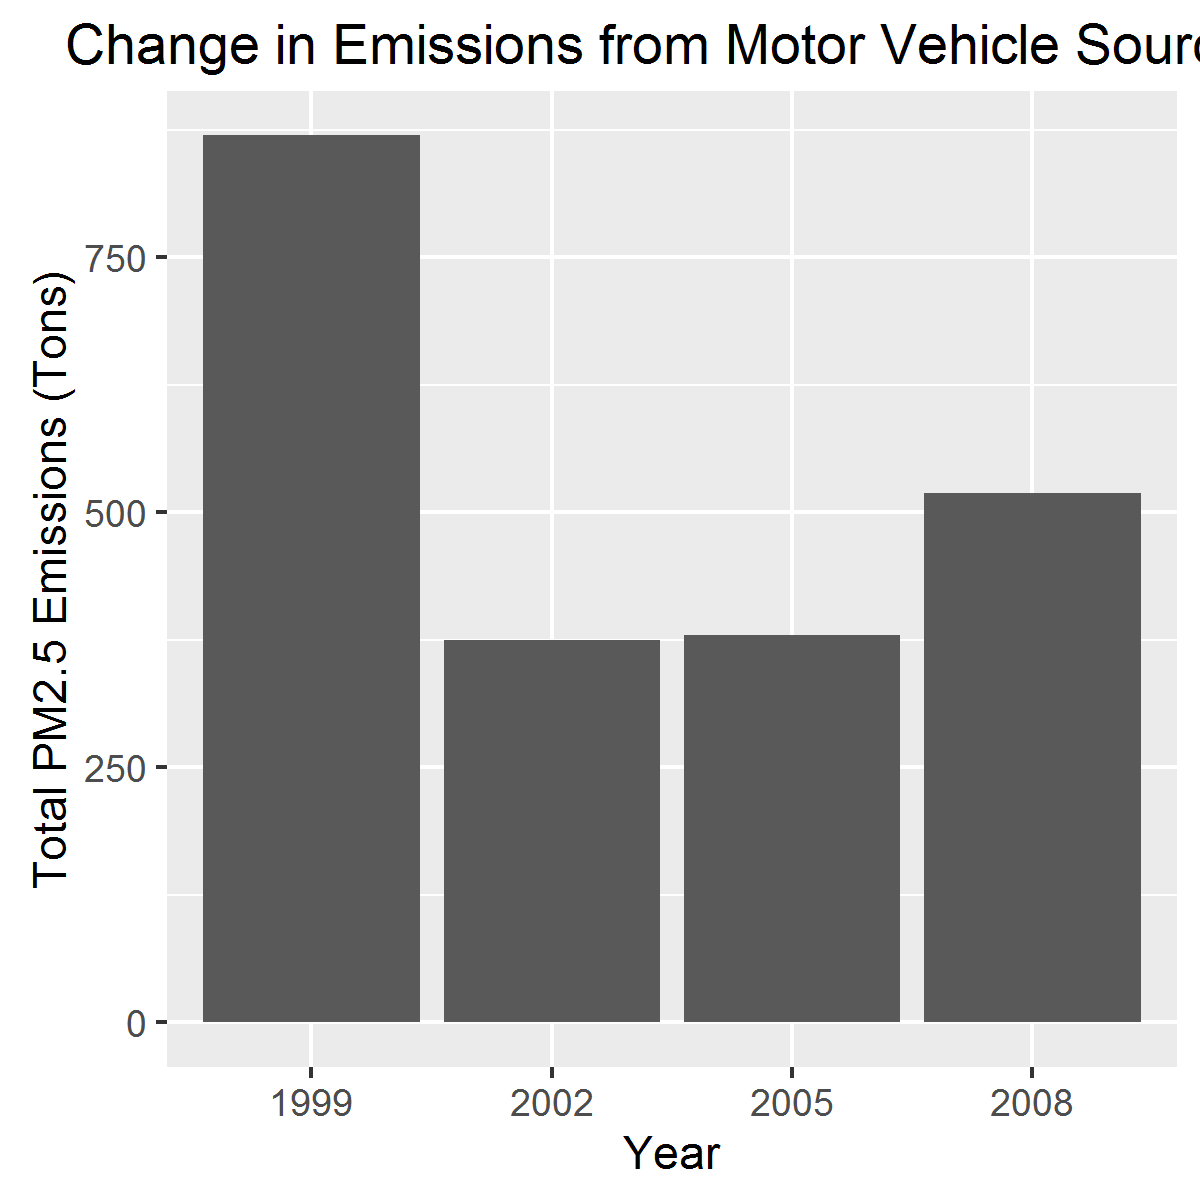 Change in Emissions from Motor Vehicle
Total PM2.5 Emissions (Tons)
750
500
250
0
1999 2002 2005 2008
Year